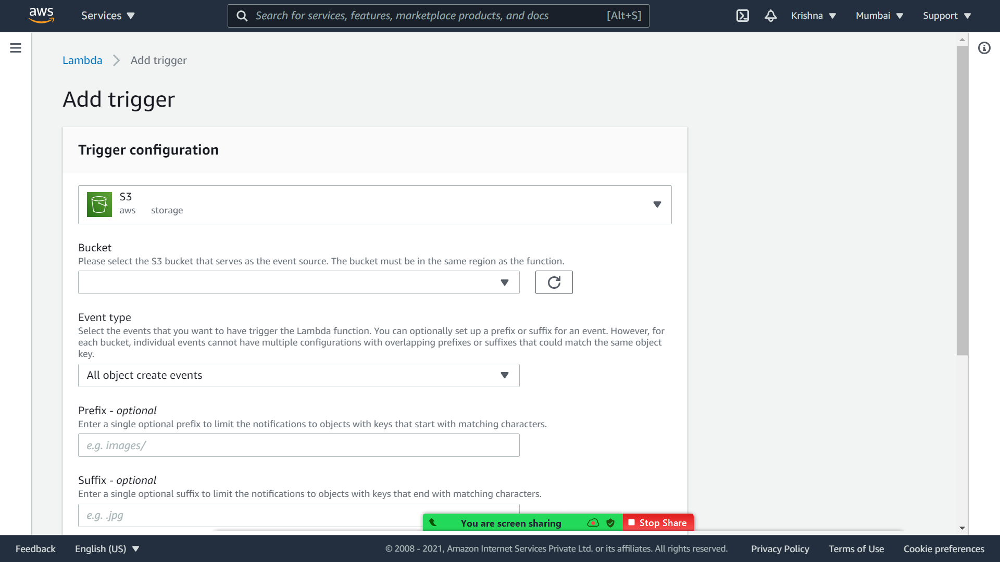 aws
Services
Search for services, features, marketplace products, and docs [Alt+S]
Krishna
Mumbai
Support
Lambda
Add trigger
Add trigger
Trigger configuration
S3
aws storage
Bucket
Please select the S3 bucket that serves as the event source. The bucket must be in the same region as the function.
Event type
Select the events that you want to have trigger the Lambda function. You can optionally set up a prefix or suffix for an event. However, for
each bucket, individual events cannot have multiple configurations with overlapping prefixes or suffixes that could match the same object
key.
All object create events
Prefix - optional
Enter a single optional prefix to limit the notifications to objects with keys that start with matching characters.
e.g. images/
Suffix - optional
Enter a single optional suffix to limit the notifications to objects with keys that end with matching characters.
e.g. .jpg
You are screen sharing
Stop Share
Feedback
English (US)
© 2008 - 2021, Amazon Internet Services Private Ltd. or its affiliates. All rights reserved.
Privacy Policy
Terms of Use
Cookie preferences